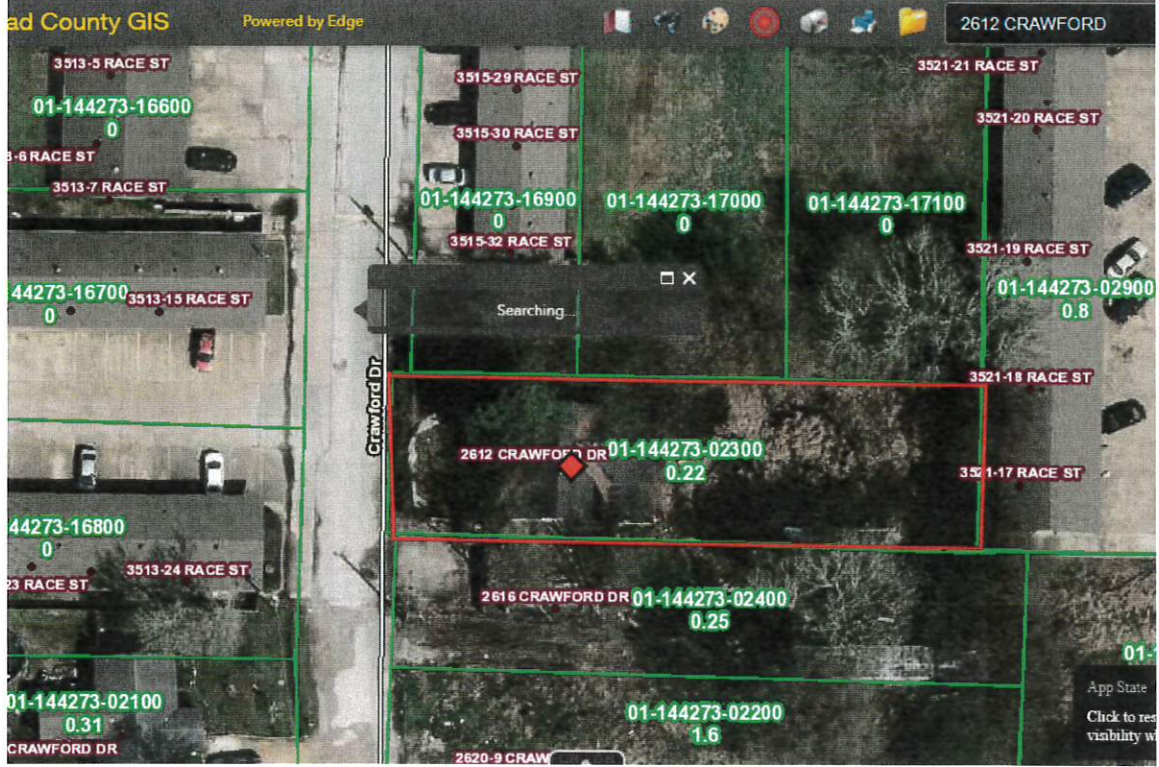 ad County GIS
Powered by Edge
2612 CRAWFORD
3513-5 RACE ST
3515-29 RACE ST
3521-21 RACE ST
01-144273-16600
0
3521-20 RACE ST
3515-30 RACE ST
3-6 RACE ST
3513-7 RACE ST
01-144273-16900
0
01-144273-17000
0
01-144273-17100
0
3515-32 RACE ST
3521-19 RACE ST
44273-16700
0
3513-15 RACE ST
01-144273-02900
0.8
Searching...
3521-18 RACE ST
Crawford Dr
2612 CRAWFORD DR
01-144273-02300
0.22
3521-17 RACE ST
44273-16800
0
3513-24 RACE ST
23 RACE ST
2616 CRAWFORD DR
01-144273-02400
0.25
01-1
App State
Click to res
visibility wh
01-144273-02100
0.31
01-144273-02200
1.6
CRAWFORD DR
2620-9 CRAW